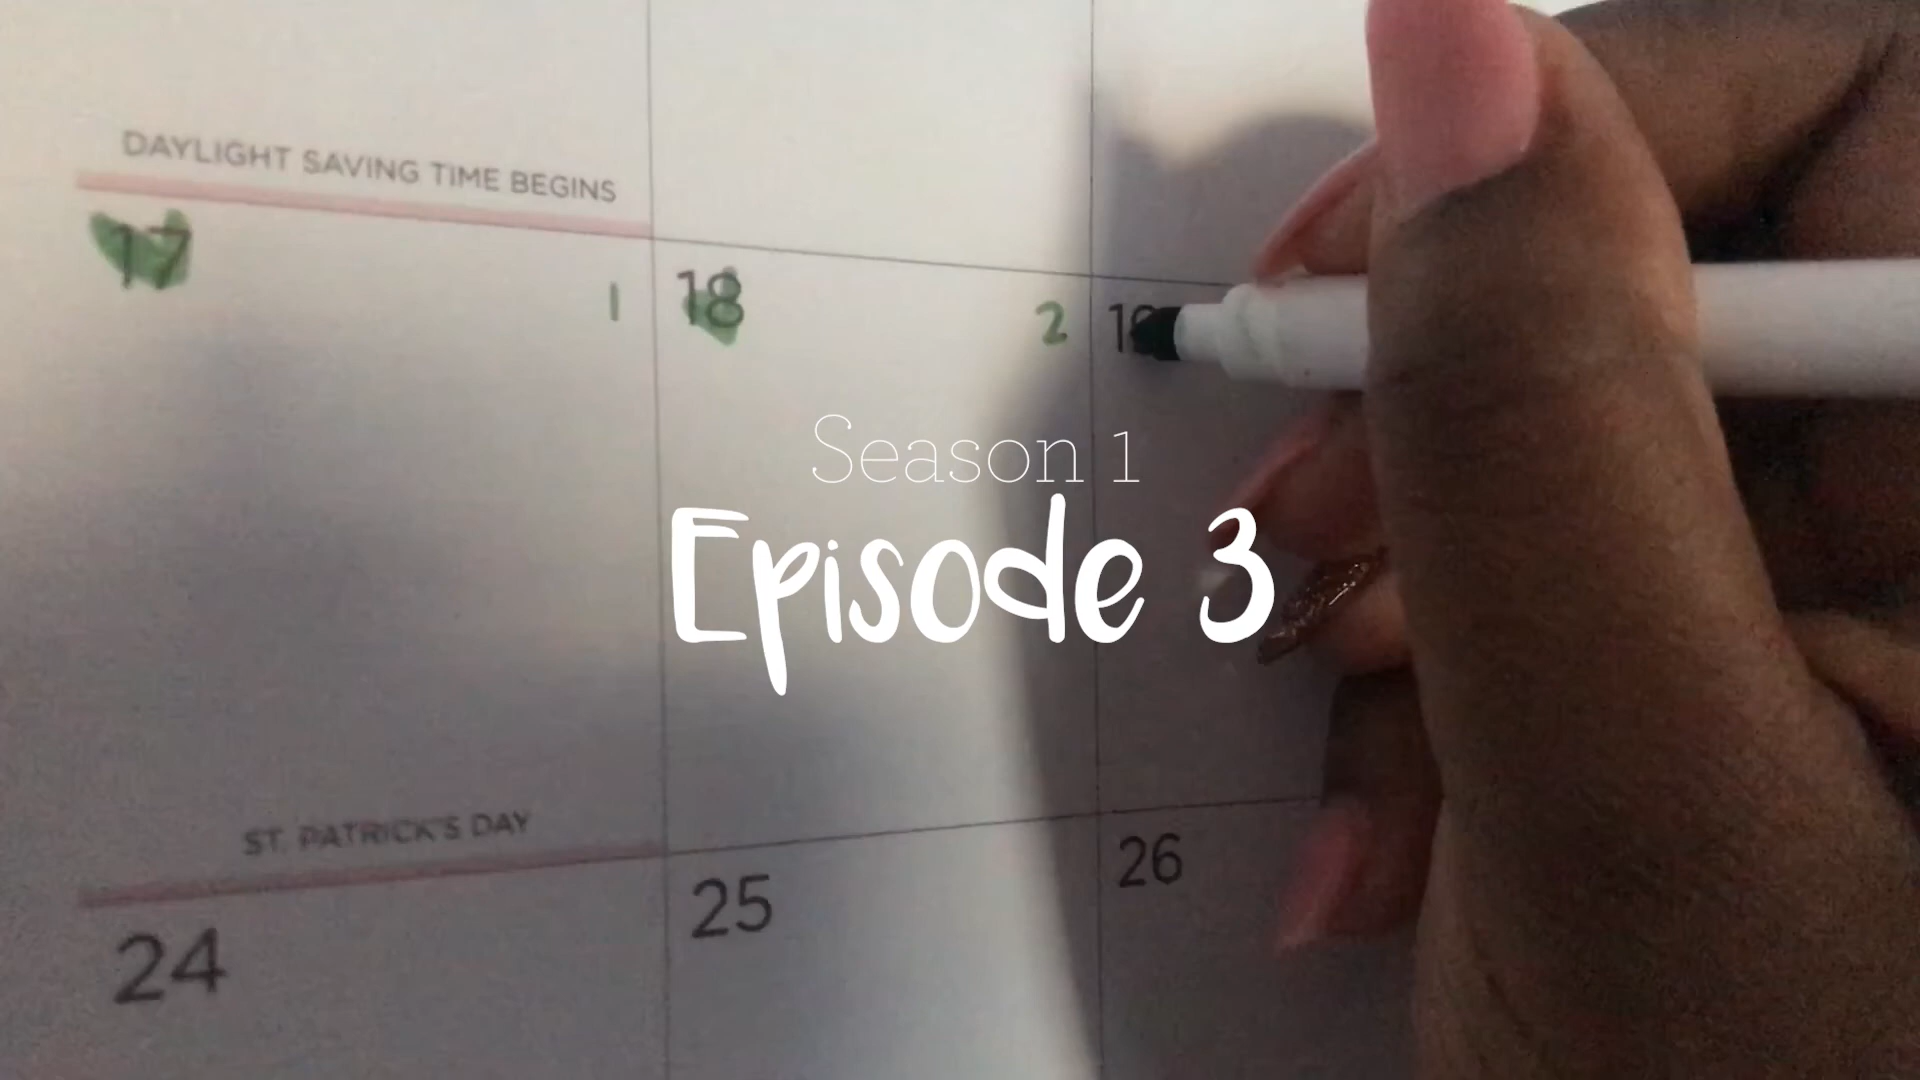 DAYLIGHT SAVING TIME BEGINS
17
1
18
2
Season 1
Episode 3
ST. PATRICK'S DAY
24
25
26